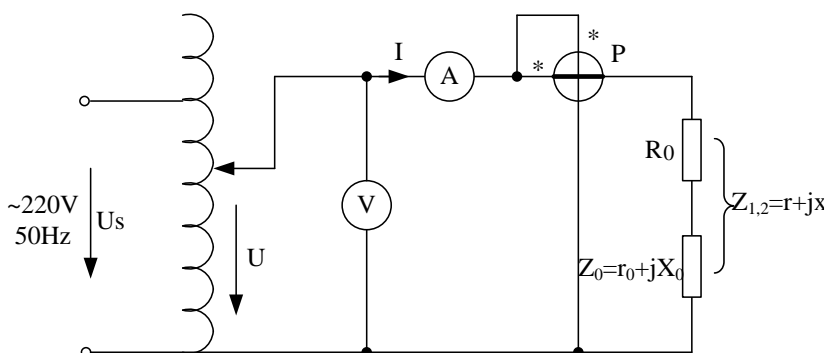 I
*
*
P
A
R0
~220V
50Hz
Us
V
Z1,2=r+jx
U
Z0=r0+jX0